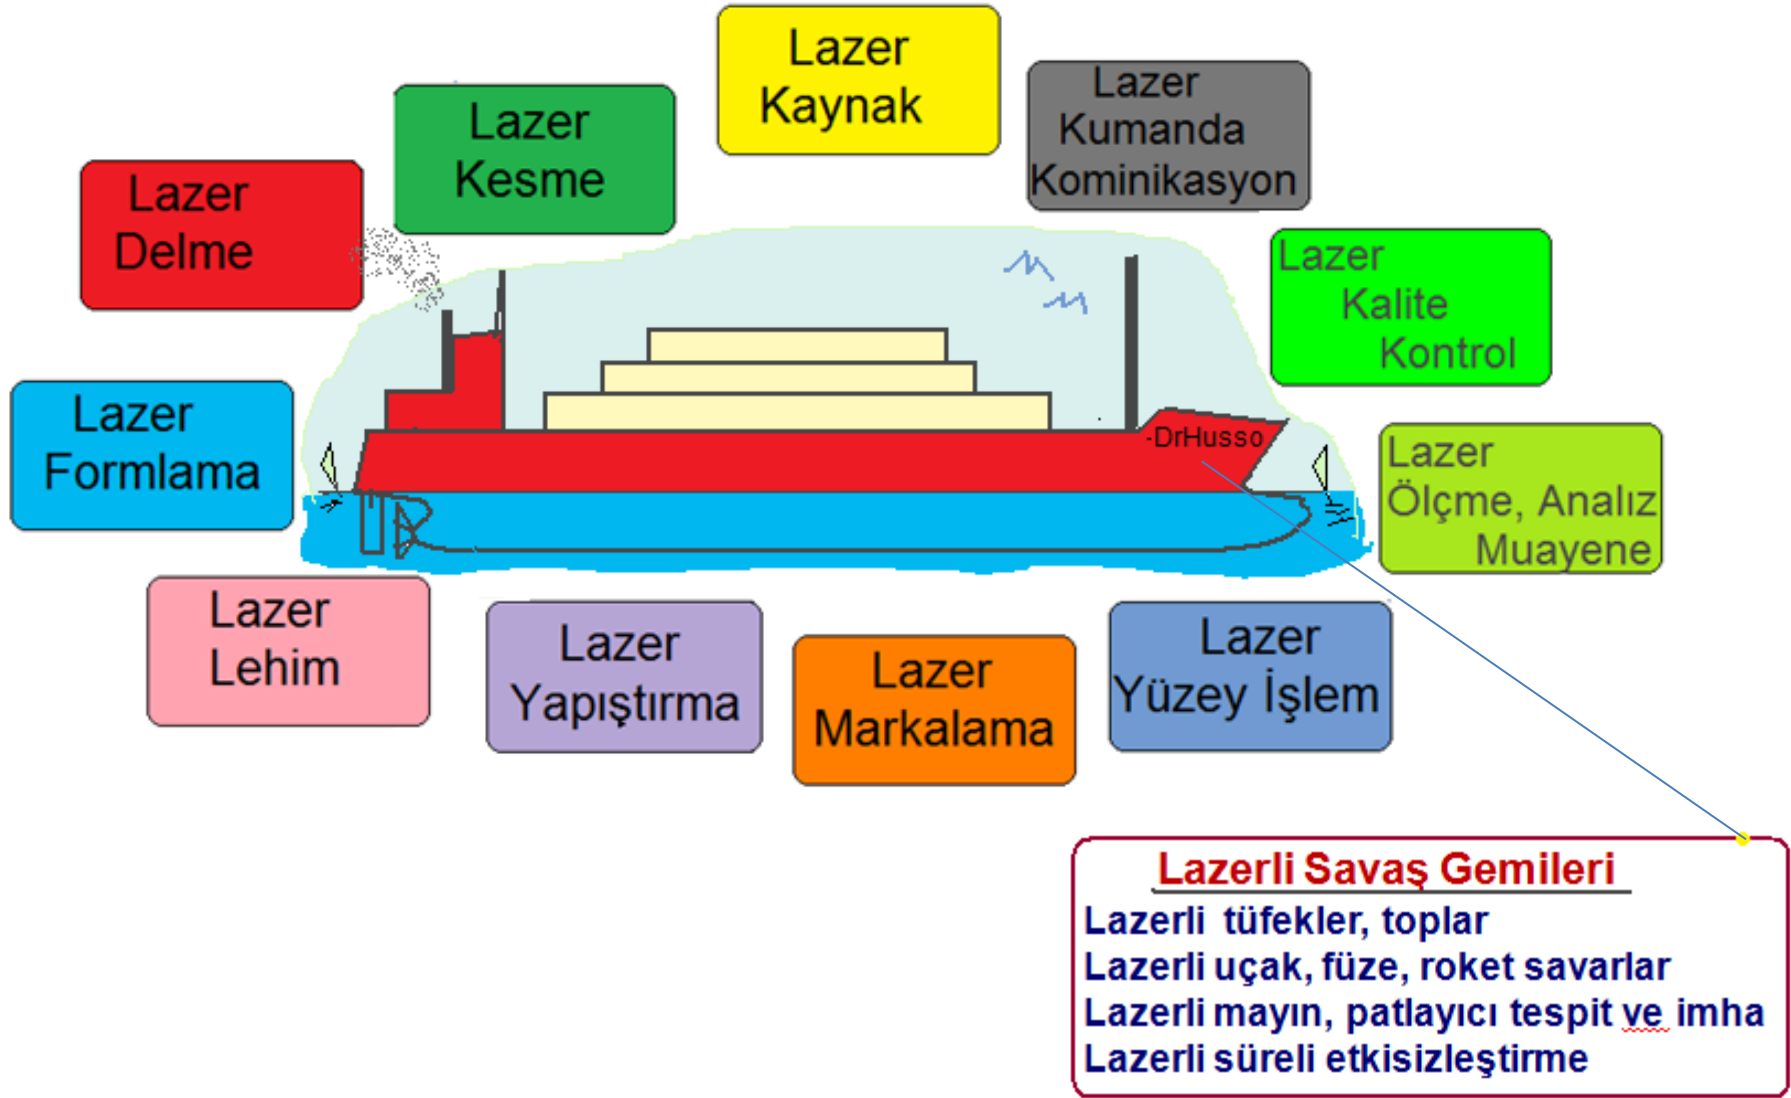 Lazer
Kaynak
Lazer
Kumanda
Kominikasyon
Lazer
Kesme
Lazer
Delme
Lazer
Kalite
Kontrol
Lazer
Formlama
-DrHusso
Lazer
Ölçme, Analız
Muayene
Lazer
Lehim
Lazer
Yapıştırma
Lazer
Markalama
Lazer
Yüzey İşlem
Lazerli Savaş Gemileri
Lazerli tüfekler, toplar
Lazerli uçak, füze, roket savarlar
Lazerli mayın, patlayıcı tespit ve imha
Lazerli süreli etkisizleştirme